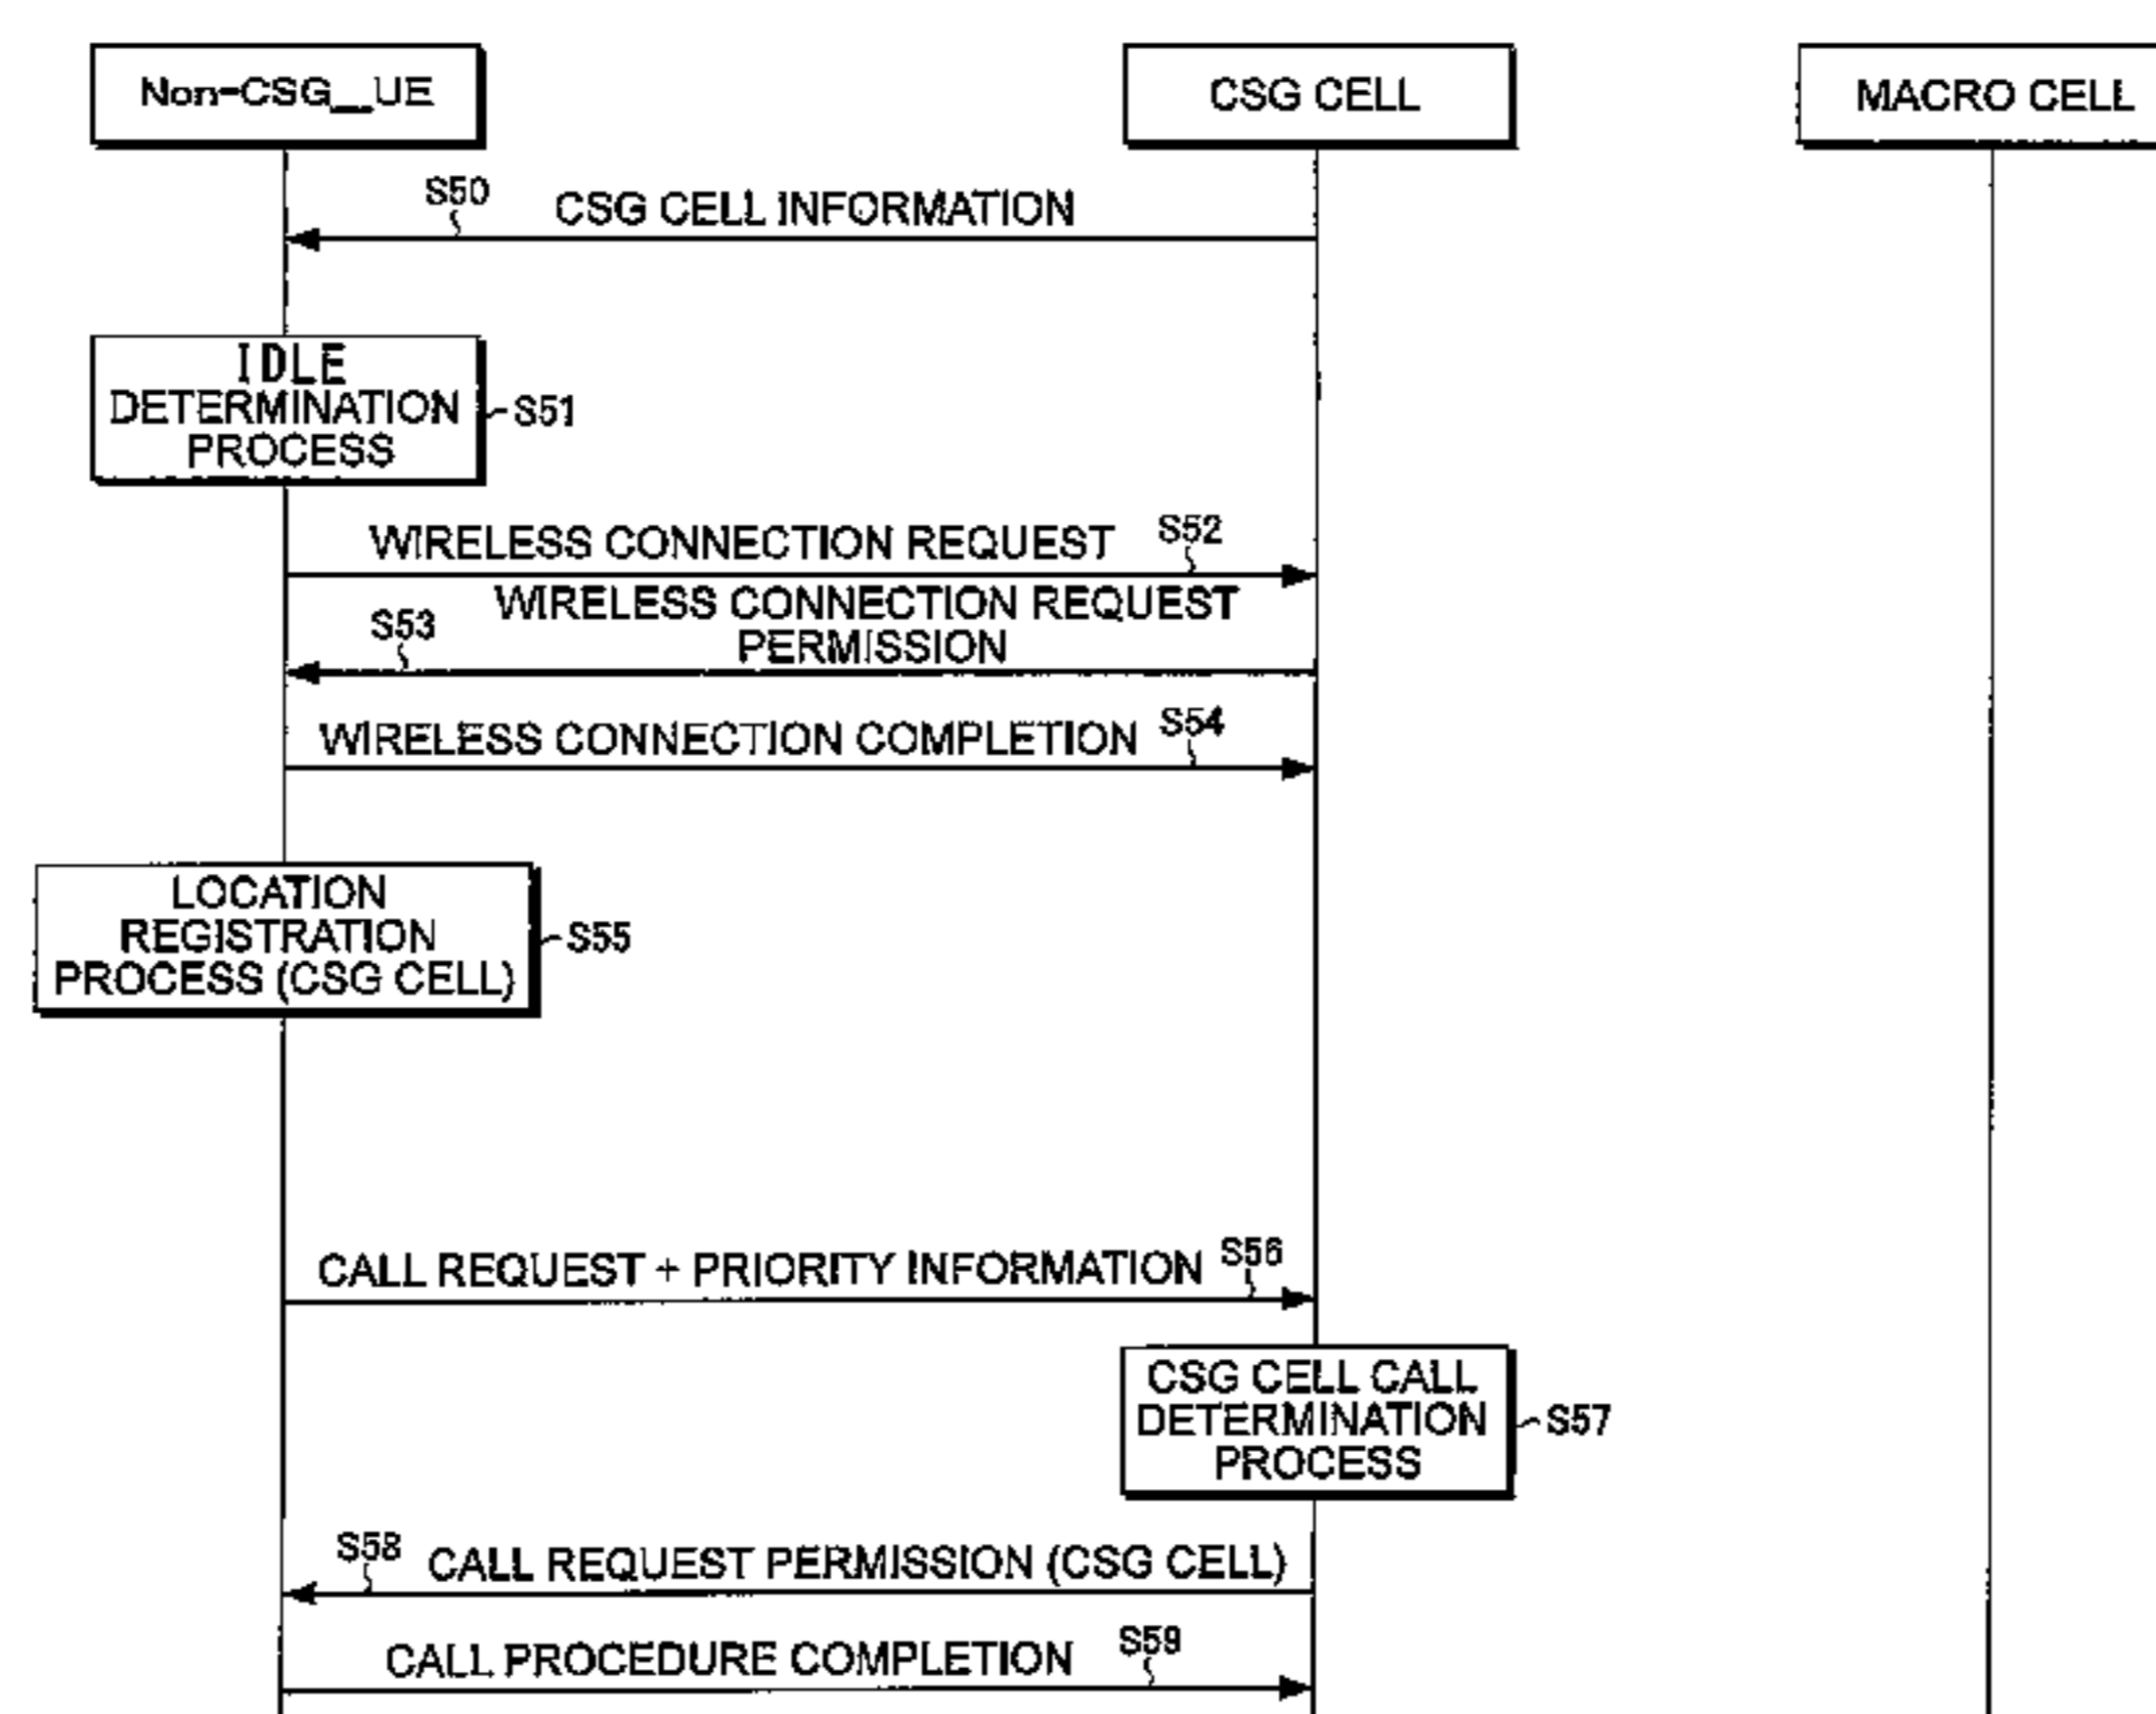 Non-CSG__UE
CSG CELL
MACRO CELL
S50
CSG CELL INFORMATION
IDLE
DETERMINATION
PROCESS
S51
WIRELESS CONNECTION REQUEST
S52
WIRELESS CONNECTION REQUEST
PERMISSION
S53
WIRELESS CONNECTION COMPLETION
S54
LOCATION
REGISTRATION
PROCESS (CSG CELL)
S55
CALL REQUEST + PRIORITY INFORMATION
S56
CSG CELL CALL
DETERMINATION
PROCESS
S57
S58
CALL REQUEST PERMISSION (CSG CELL)
CALL PROCEDURE COMPLETION
S59